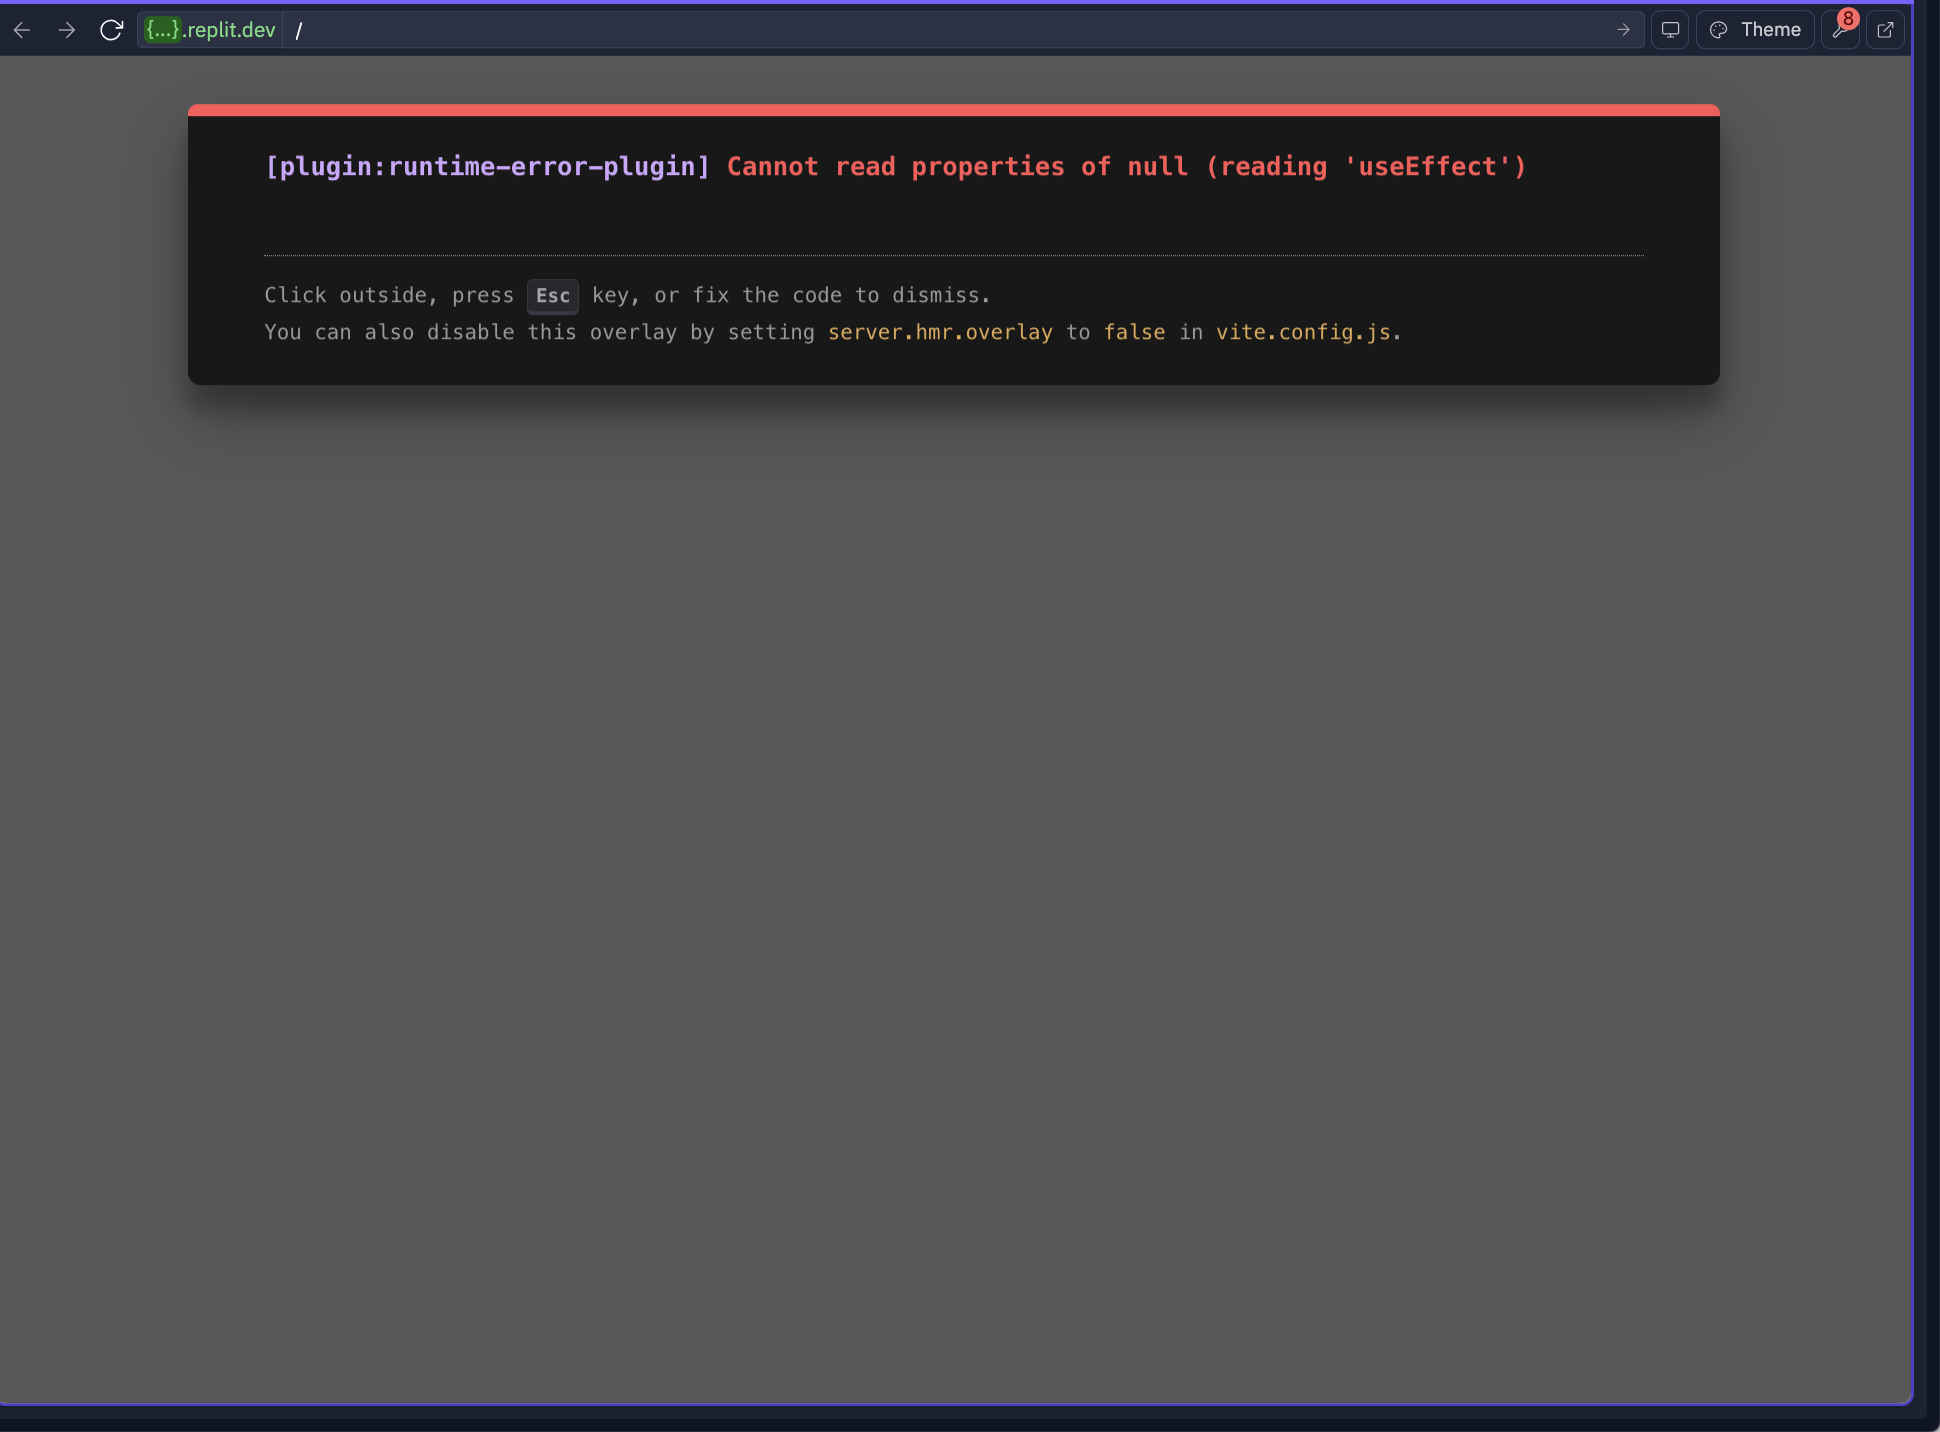 {...}.replit.dev /
Theme
8
[plugin:runtime-error-plugin] Cannot read properties of null (reading 'useEffect')
Click outside, press Esc key, or fix the code to dismiss.
You can also disable this overlay by setting server.hmr.overlay to false in vite.config.js.